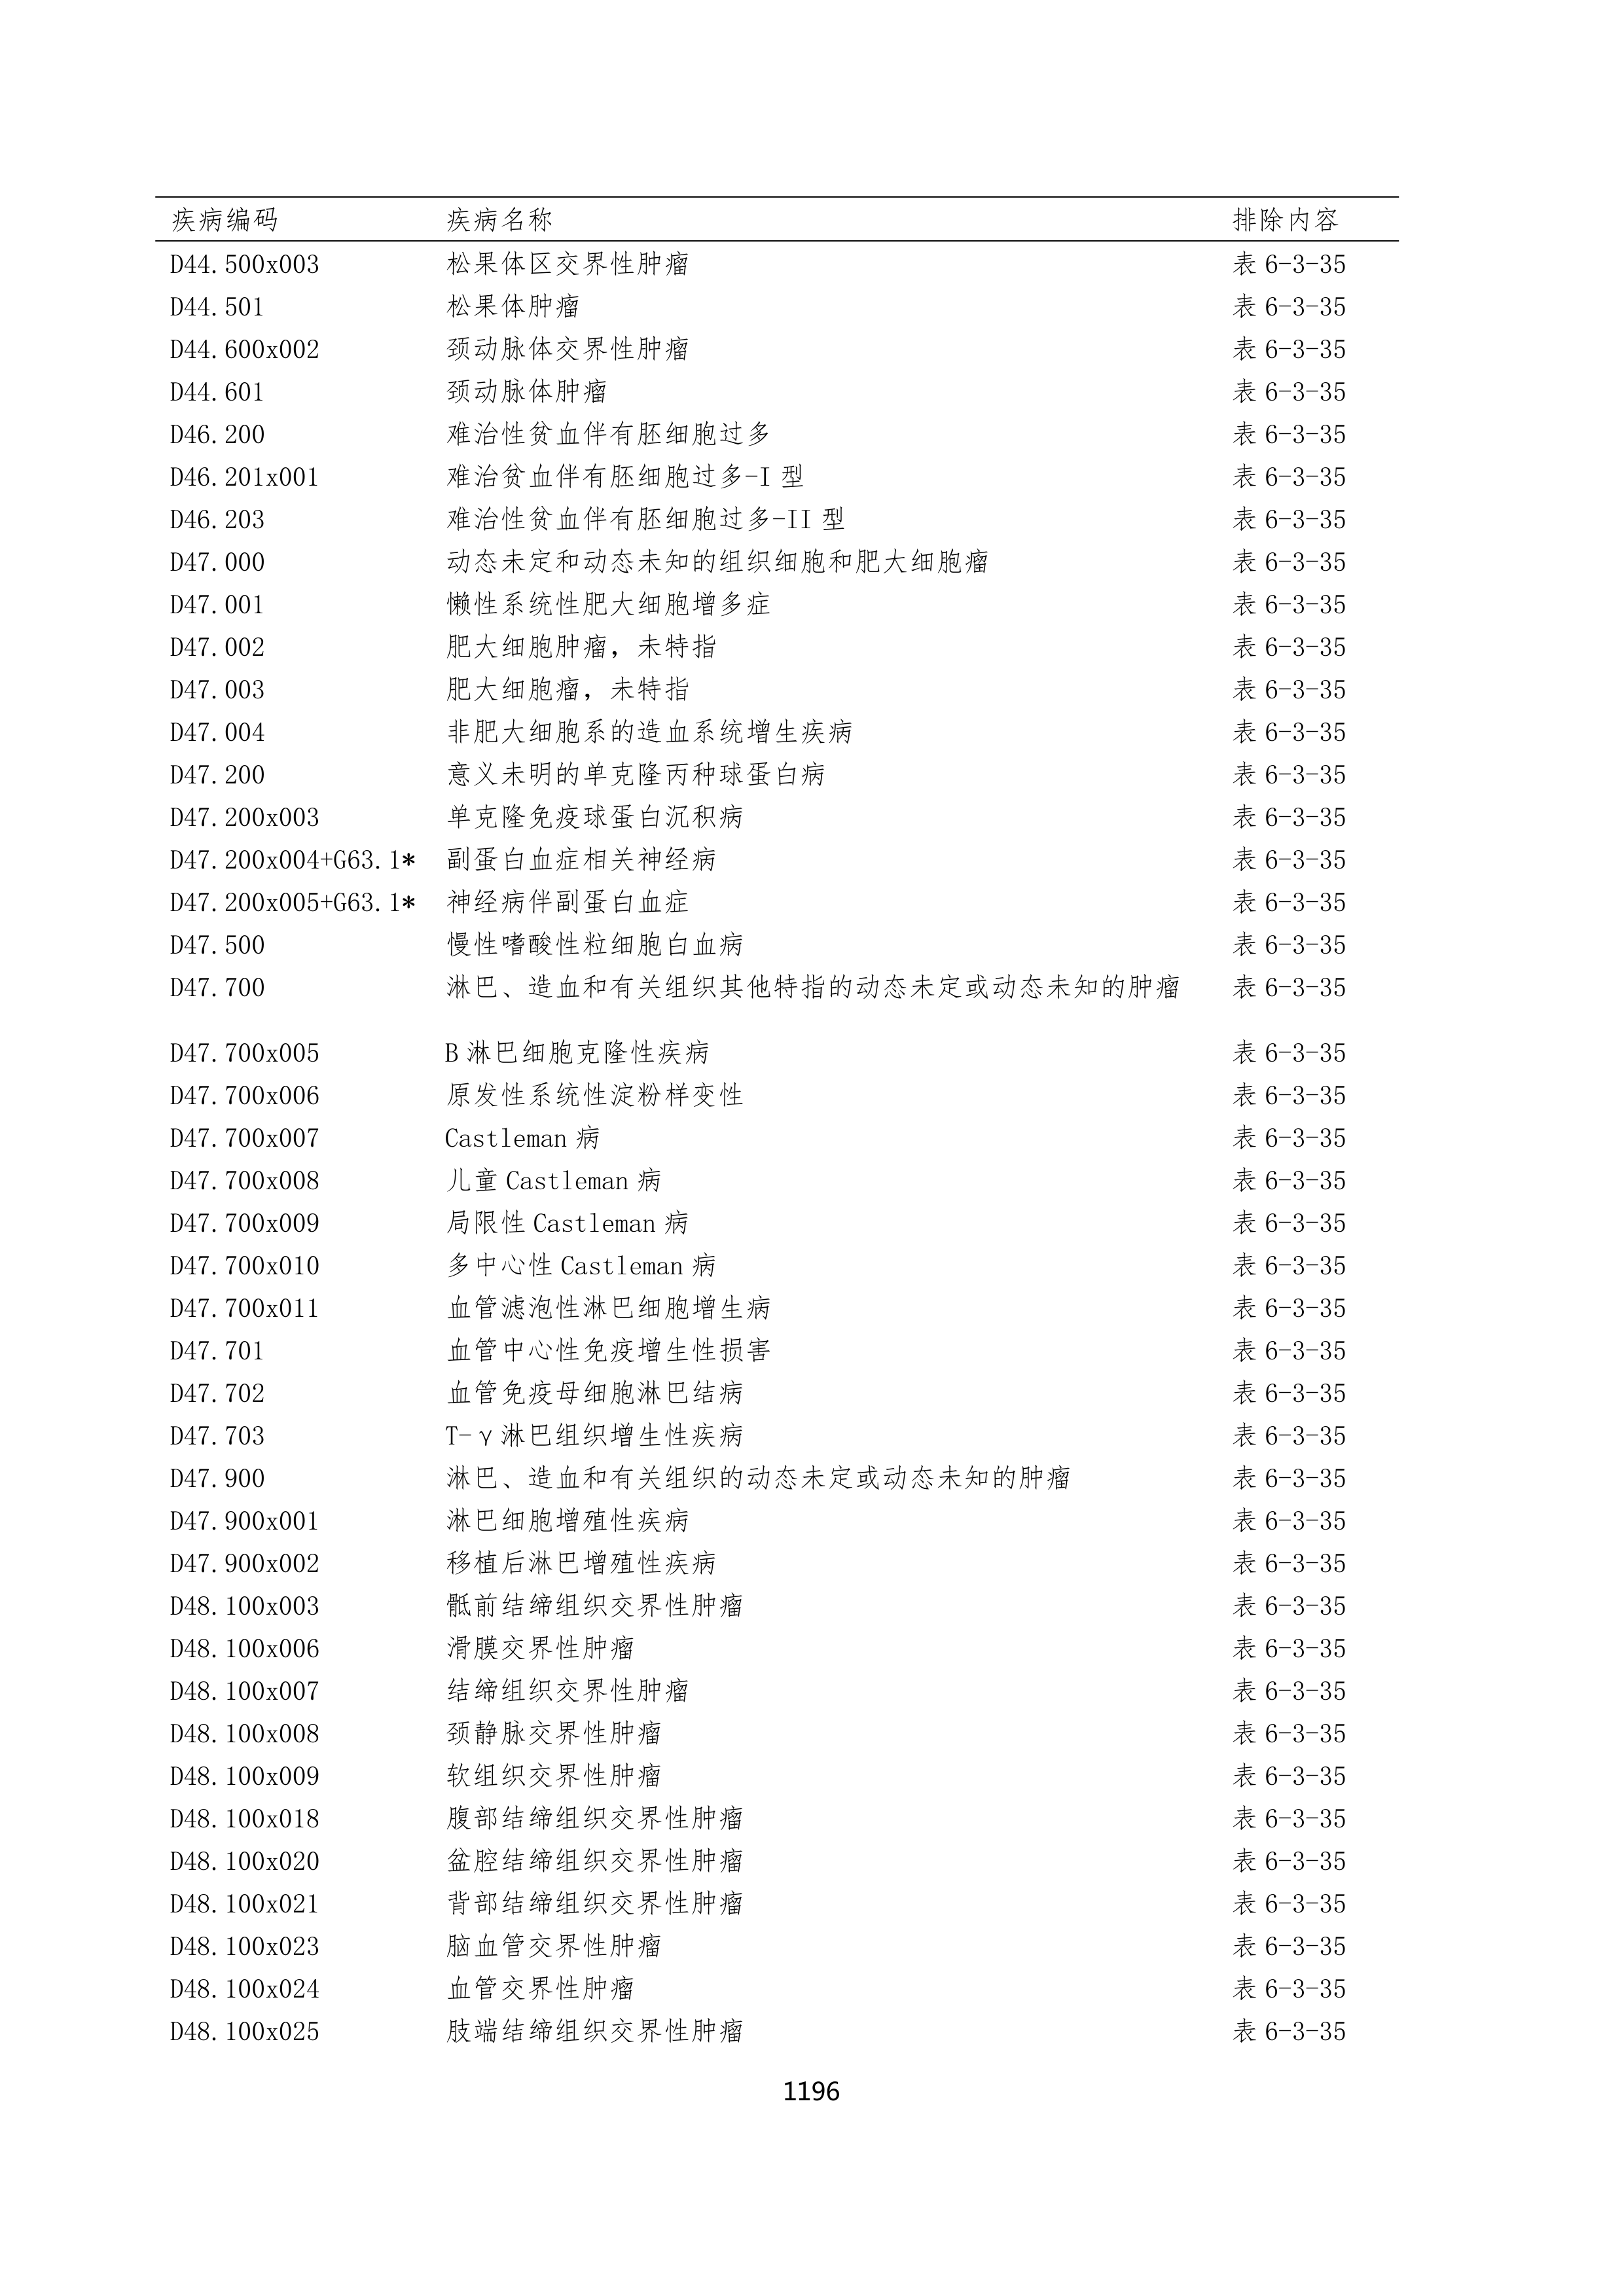 疾病编码 疾病名称 排除内容
D44.500x003 松果体区交界性肿瘤 表 6-3-35
D44.501 松果体肿瘤 表 6-3-35
D44.600x002 颈动脉体交界性肿瘤 表 6-3-35
D44.601 颈动脉体肿瘤 表 6-3-35
D46.200 难治性贫血伴有胚细胞过多 表 6-3-35
D46.201x001 难治贫血伴有胚细胞过多-I 型 表 6-3-35
D46.203 难治性贫血伴有胚细胞过多-II 型 表 6-3-35
D47.000 动态未定和动态未知的组织细胞和肥大细胞瘤 表 6-3-35
D47.001 懒性系统性肥大细胞增多症 表 6-3-35
D47.002 肥大细胞肿瘤，未特指 表 6-3-35
D47.003 肥大细胞瘤，未特指 表 6-3-35
D47.004 非肥大细胞系的造血系统增生疾病 表 6-3-35
D47.200 意义未明的单克隆丙种球蛋白病 表 6-3-35
D47.200x003 单克隆免疫球蛋白沉积病 表 6-3-35
D47.200x004+G63.1* 副蛋白血症相关神经病 表 6-3-35
D47.200x005+G63.1* 神经病伴副蛋白血症 表 6-3-35
D47.500 慢性嗜酸性粒细胞白血病 表 6-3-35
D47.700 淋巴、造血和有关组织其他特指的动态未定或动态未知的肿瘤 表 6-3-35
D47.700x005 B 淋巴细胞克隆性疾病 表 6-3-35
D47.700x006 原发性系统性淀粉样变性 表 6-3-35
D47.700x007 Castleman 病 表 6-3-35
D47.700x008 儿童 Castleman 病 表 6-3-35
D47.700x009 局限性 Castleman 病 表 6-3-35
D47.700x010 多中心性 Castleman 病 表 6-3-35
D47.700x011 血管滤泡性淋巴细胞增生病 表 6-3-35
D47.701 血管中心性免疫增生性损害 表 6-3-35
D47.702 血管免疫母细胞淋巴结病 表 6-3-35
D47.703 T-γ淋巴组织增生性疾病 表 6-3-35
D47.900 淋巴、造血和有关组织的动态未定或动态未知的肿瘤 表 6-3-35
D47.900x001 淋巴细胞增殖性疾病 表 6-3-35
D47.900x002 移植后淋巴增殖性疾病 表 6-3-35
D48.100x003 骶前结缔组织交界性肿瘤 表 6-3-35
D48.100x006 滑膜交界性肿瘤 表 6-3-35
D48.100x007 结缔组织交界性肿瘤 表 6-3-35
D48.100x008 颈静脉交界性肿瘤 表 6-3-35
D48.100x009 软组织交界性肿瘤 表 6-3-35
D48.100x018 腹部结缔组织交界性肿瘤 表 6-3-35
D48.100x020 盆腔结缔组织交界性肿瘤 表 6-3-35
D48.100x021 背部结缔组织交界性肿瘤 表 6-3-35
D48.100x023 脑血管交界性肿瘤 表 6-3-35
D48.100x024 血管交界性肿瘤 表 6-3-35
D48.100x025 肢端结缔组织交界性肿瘤 表 6-3-35
1196